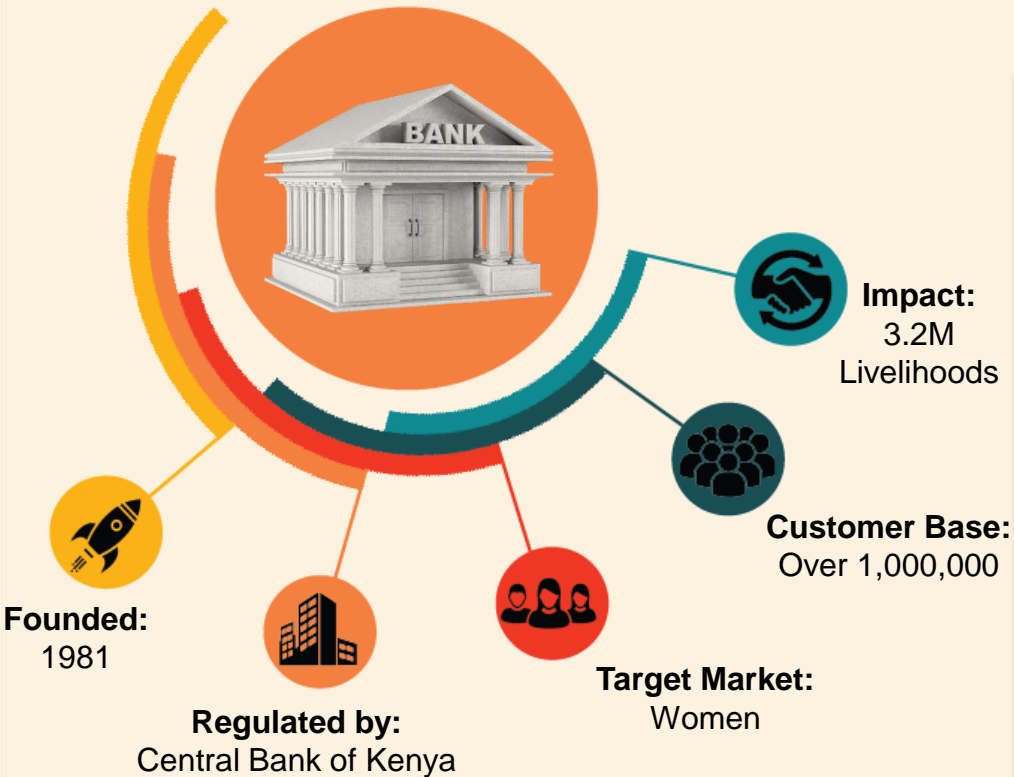 BANK
Impact:
3.2M
Livelihoods
Customer Base:
Over 1,000,000
Founded:
1981
Target Market:
Women
Regulated by:
Central Bank of Kenya